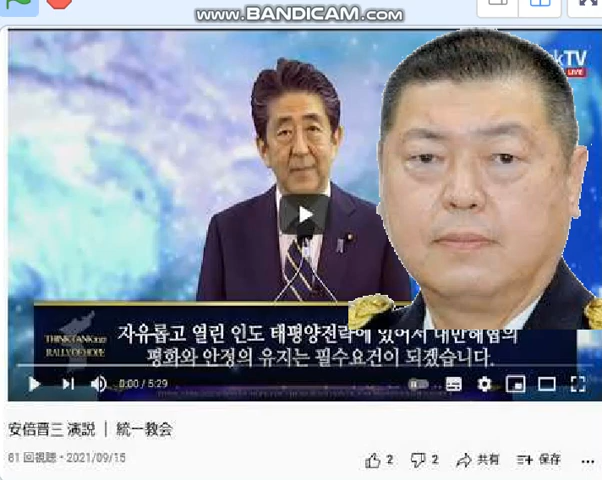 www.BANDICAM.com
kTV
LIVE
THINK TANK 2022
RALLY OF HOPE
자유롭고 열린 인도 태평양전략에 있어서 대만해협의
평화와 안정의 유지는 필수요건이 되겠습니다.
0:00 / 5:29
安倍晋三 演説 │ 統一教会
61 回視聴・2021/09/15
2
2
共有
保存